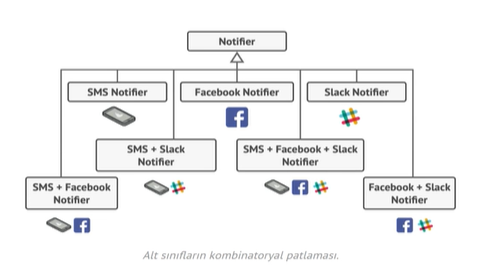 Notifier
SMS Notifier
Facebook Notifier
Slack Notifier
SMS + Slack
Notifier
SMS + Facebook + Slack
Notifier
SMS + Facebook
Notifier
Facebook + Slack
Notifier
Alt sınıfların kombinatoryal patlaması.